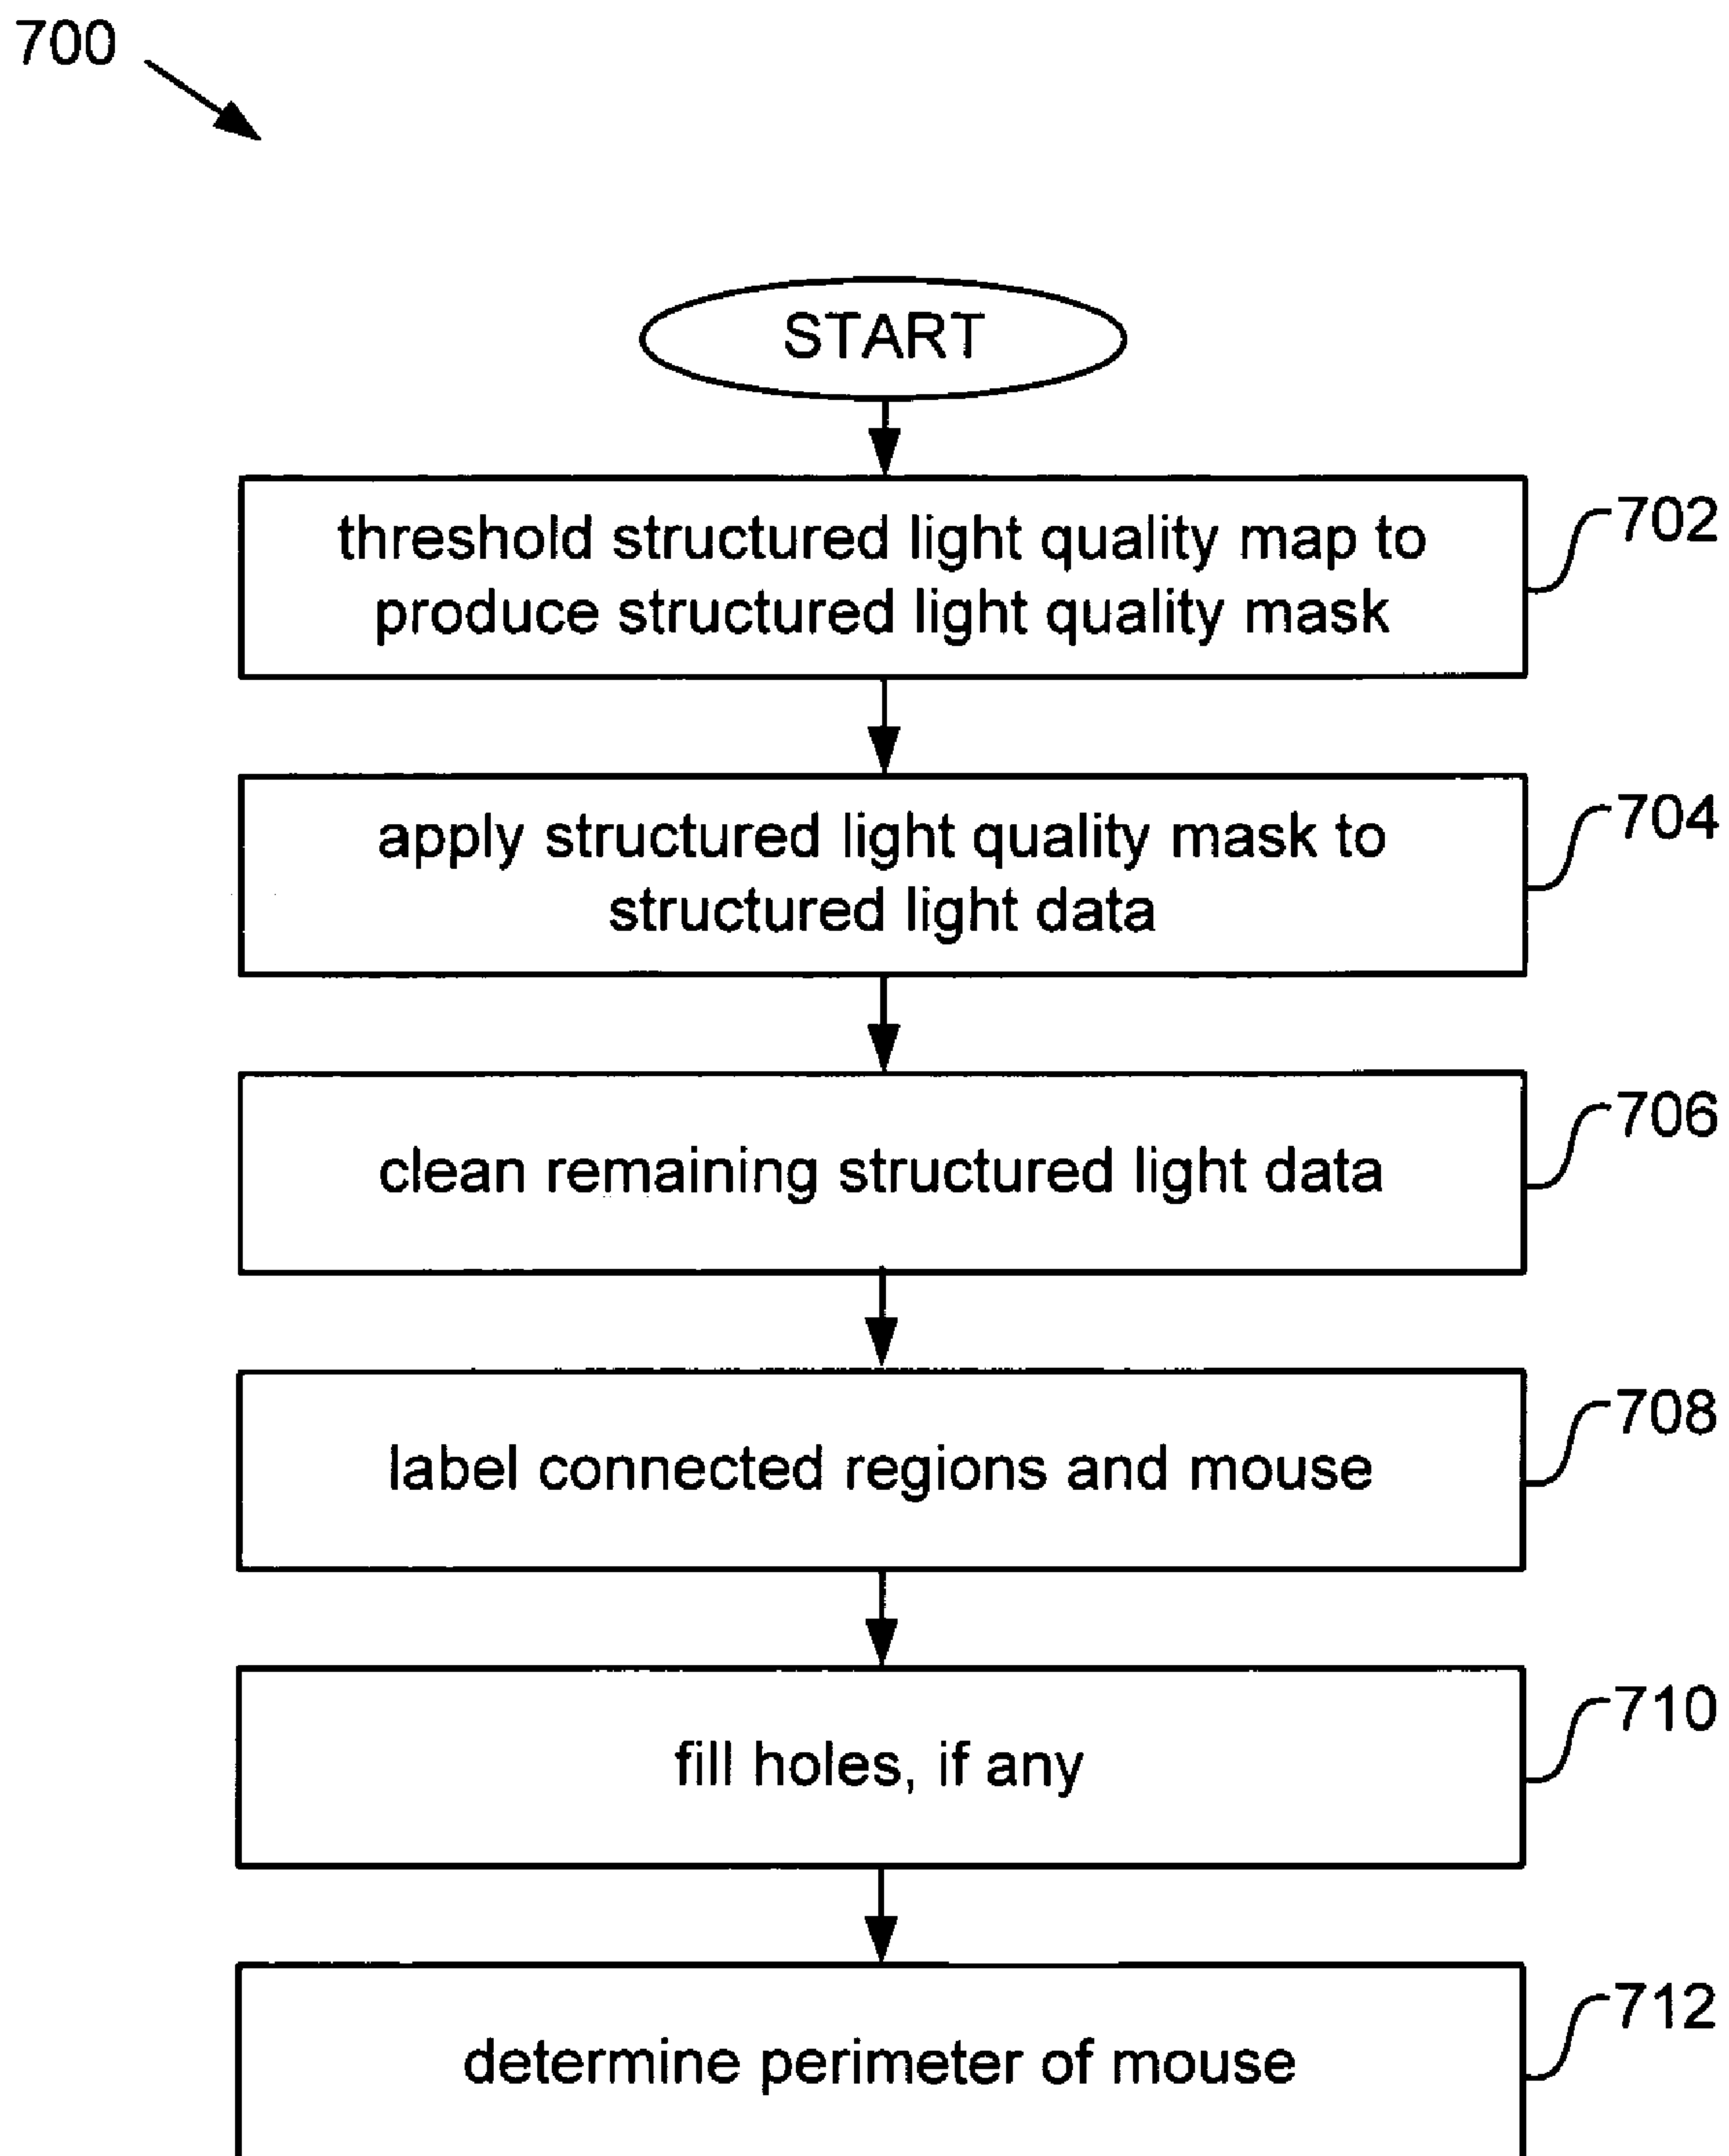 700
START
threshold structured light quality map to
produce structured light quality mask
702
apply structured light quality mask to
structured light data
704
clean remaining structured light data
706
label connected regions and mouse
708
fill holes, if any
710
determine perimeter of mouse
712